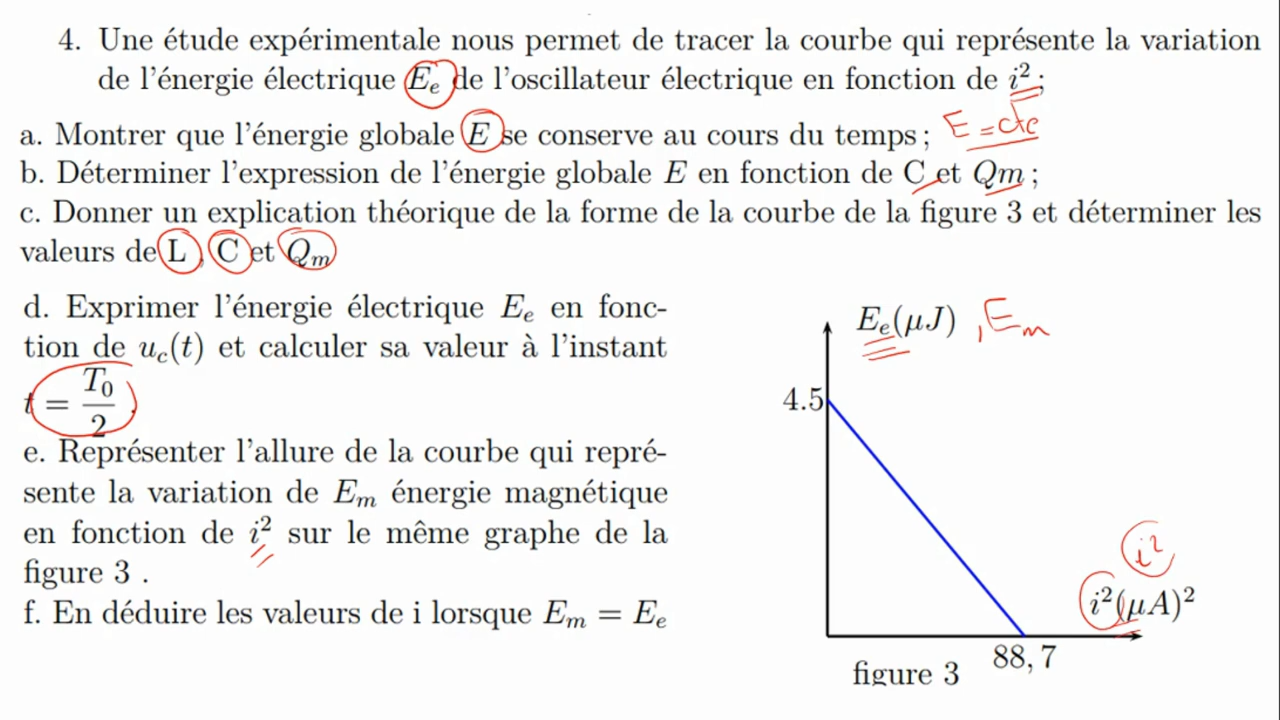 4. Une étude expérimentale nous permet de tracer la courbe qui représente la variation
de l'énergie électrique Eₑ de l'oscillateur électrique en fonction de i² ;
a. Montrer que l'énergie globale E se conserve au cours du temps ; E = cte
b. Déterminer l'expression de l'énergie globale E en fonction de C et Qm ;
c. Donner un explication théorique de la forme de la courbe de la figure 3 et déterminer les
valeurs de L , C et Qₘ
d. Exprimer l'énergie électrique Eₑ en fonc-
tion de u_c(t) et calculer sa valeur à l'instant
t = T₀/2 .
e. Représenter l'allure de la courbe qui repré-
sente la variation de Eₘ énergie magnétique
en fonction de i² sur le même graphe de la
figure 3 .
f. En déduire les valeurs de i lorsque Eₘ = Eₑ
Eₑ(μJ) , Eₘ
4.5
i²
i²(μA)²
88, 7
figure 3